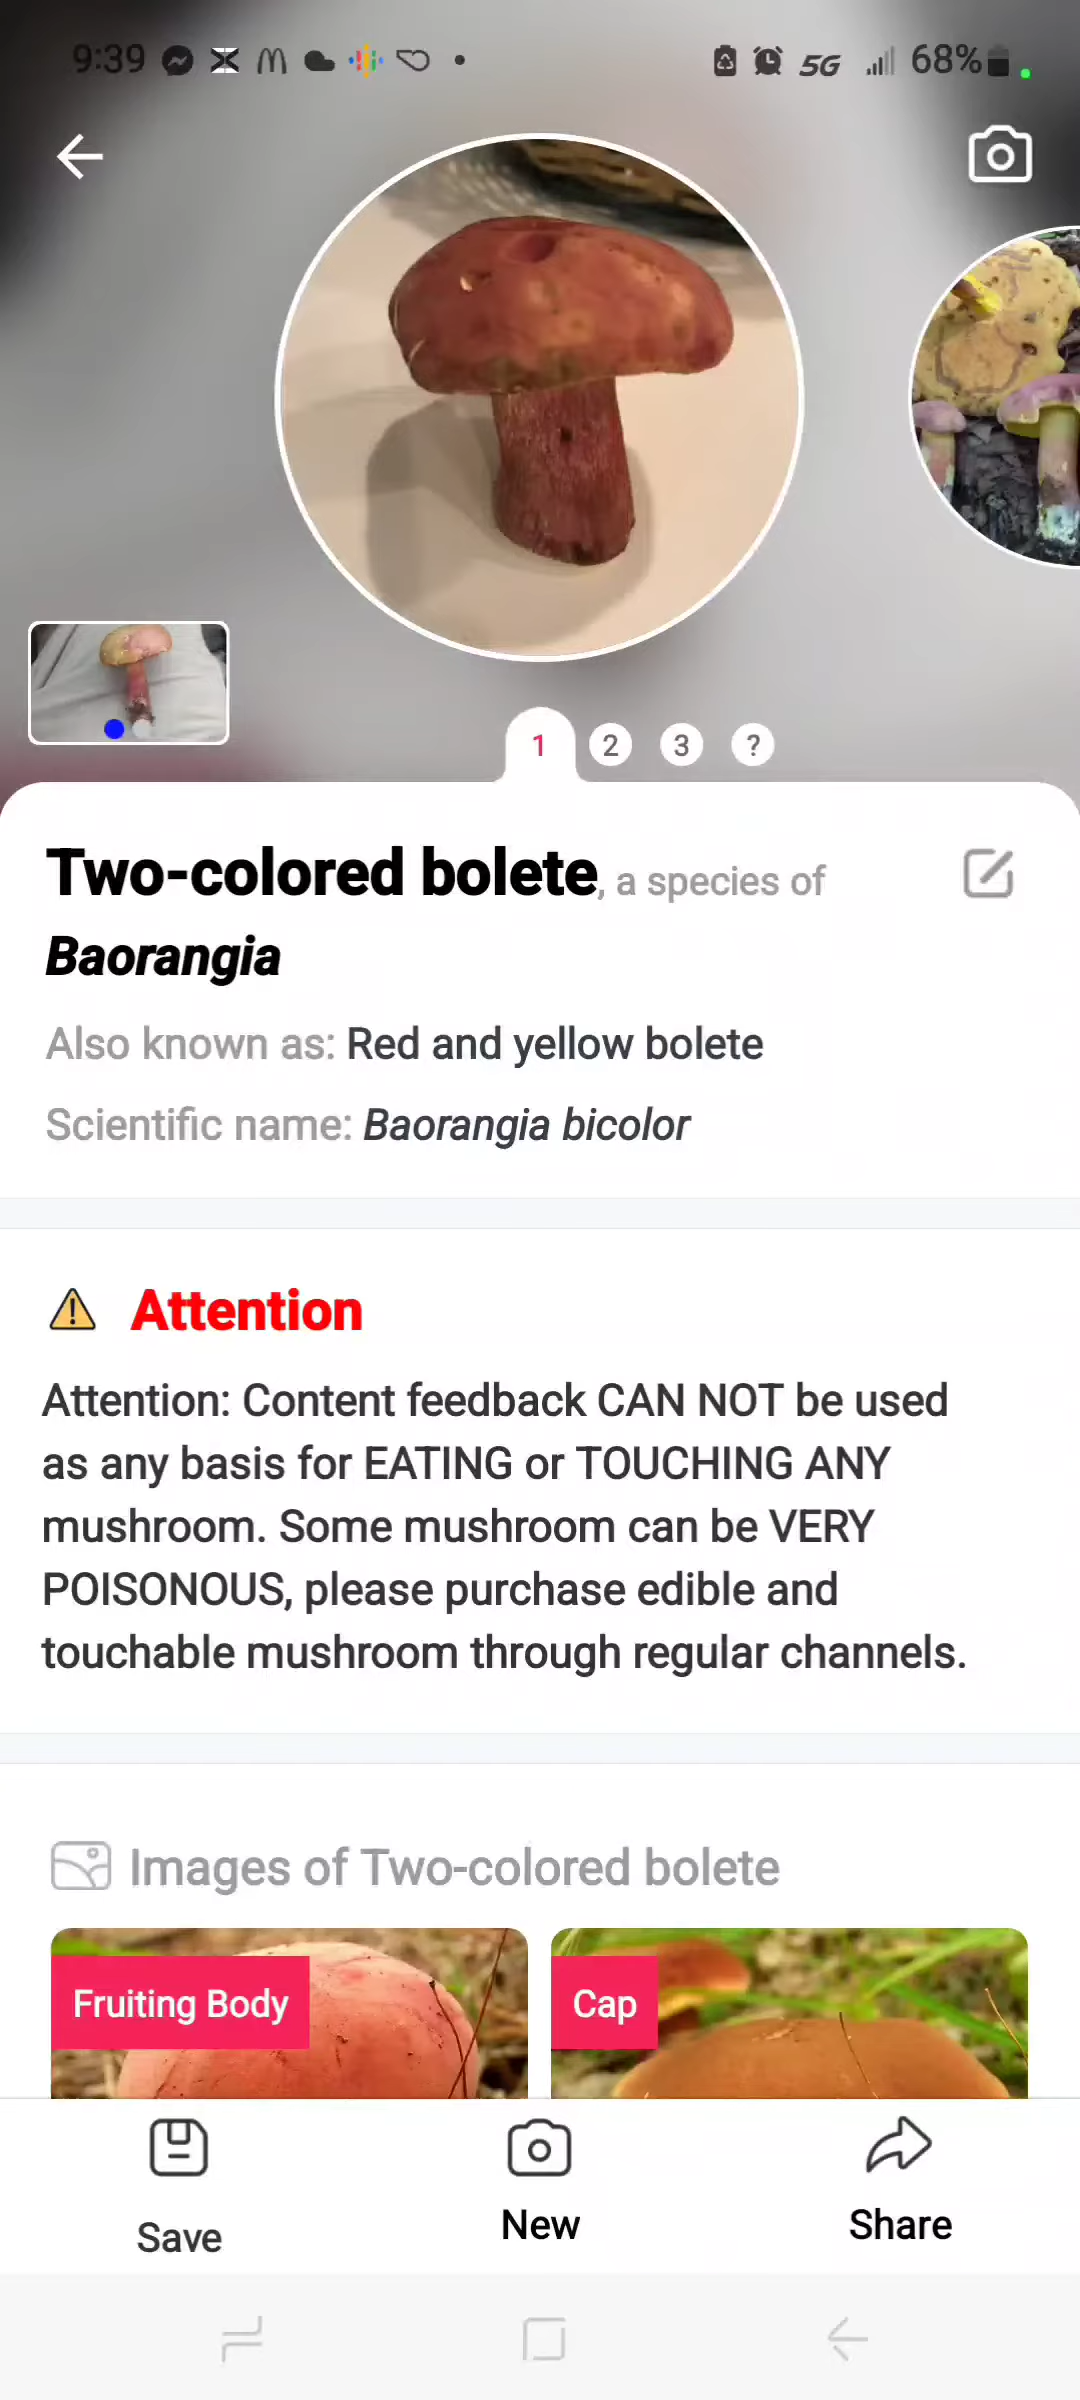 9:39 5G 68%
1 2 3 ?
Two-colored bolete, a species of
Baorangia
Also known as: Red and yellow bolete
Scientific name: Baorangia bicolor
Attention
Attention: Content feedback CAN NOT be used
as any basis for EATING or TOUCHING ANY
mushroom. Some mushroom can be VERY
POISONOUS, please purchase edible and
touchable mushroom through regular channels.
Images of Two-colored bolete
Fruiting Body Cap
Save New Share